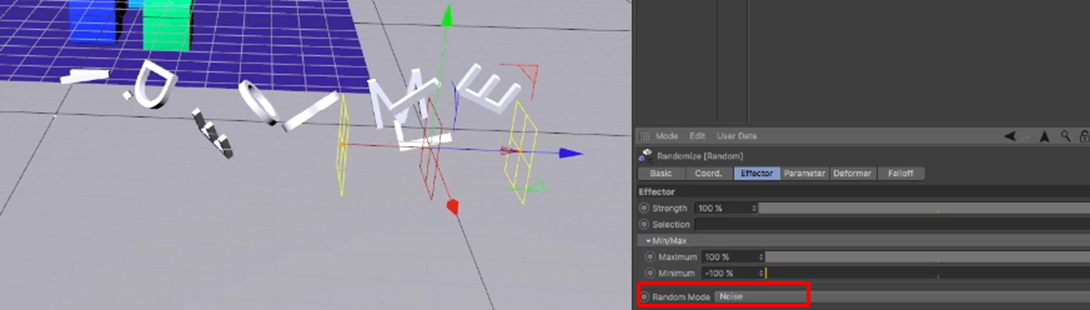 Mode Edit User Data
Randomize [Random]
Basic Coord. Effector Parameter Deformer Falloff
Effector
Strength 100 %
Selection
Min/Max
Maximum 100 %
Minimum -100 %
Random Mode Noise